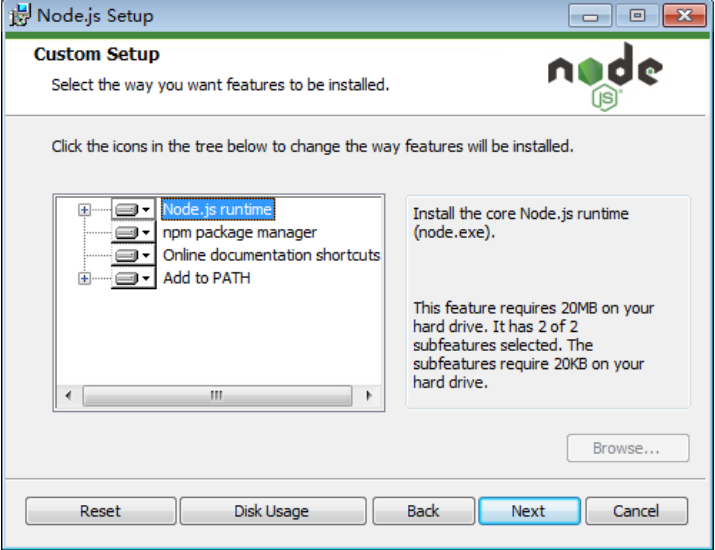 Node.js Setup
Custom Setup
Select the way you want features to be installed.
node
JS
Click the icons in the tree below to change the way features will be installed.
Node.js runtime
npm package manager
Online documentation shortcuts
Add to PATH
Install the core Node.js runtime
(node.exe).
This feature requires 20MB on your
hard drive. It has 2 of 2
subfeatures selected. The
subfeatures require 20KB on your
hard drive.
Browse...
Reset
Disk Usage
Back
Next
Cancel